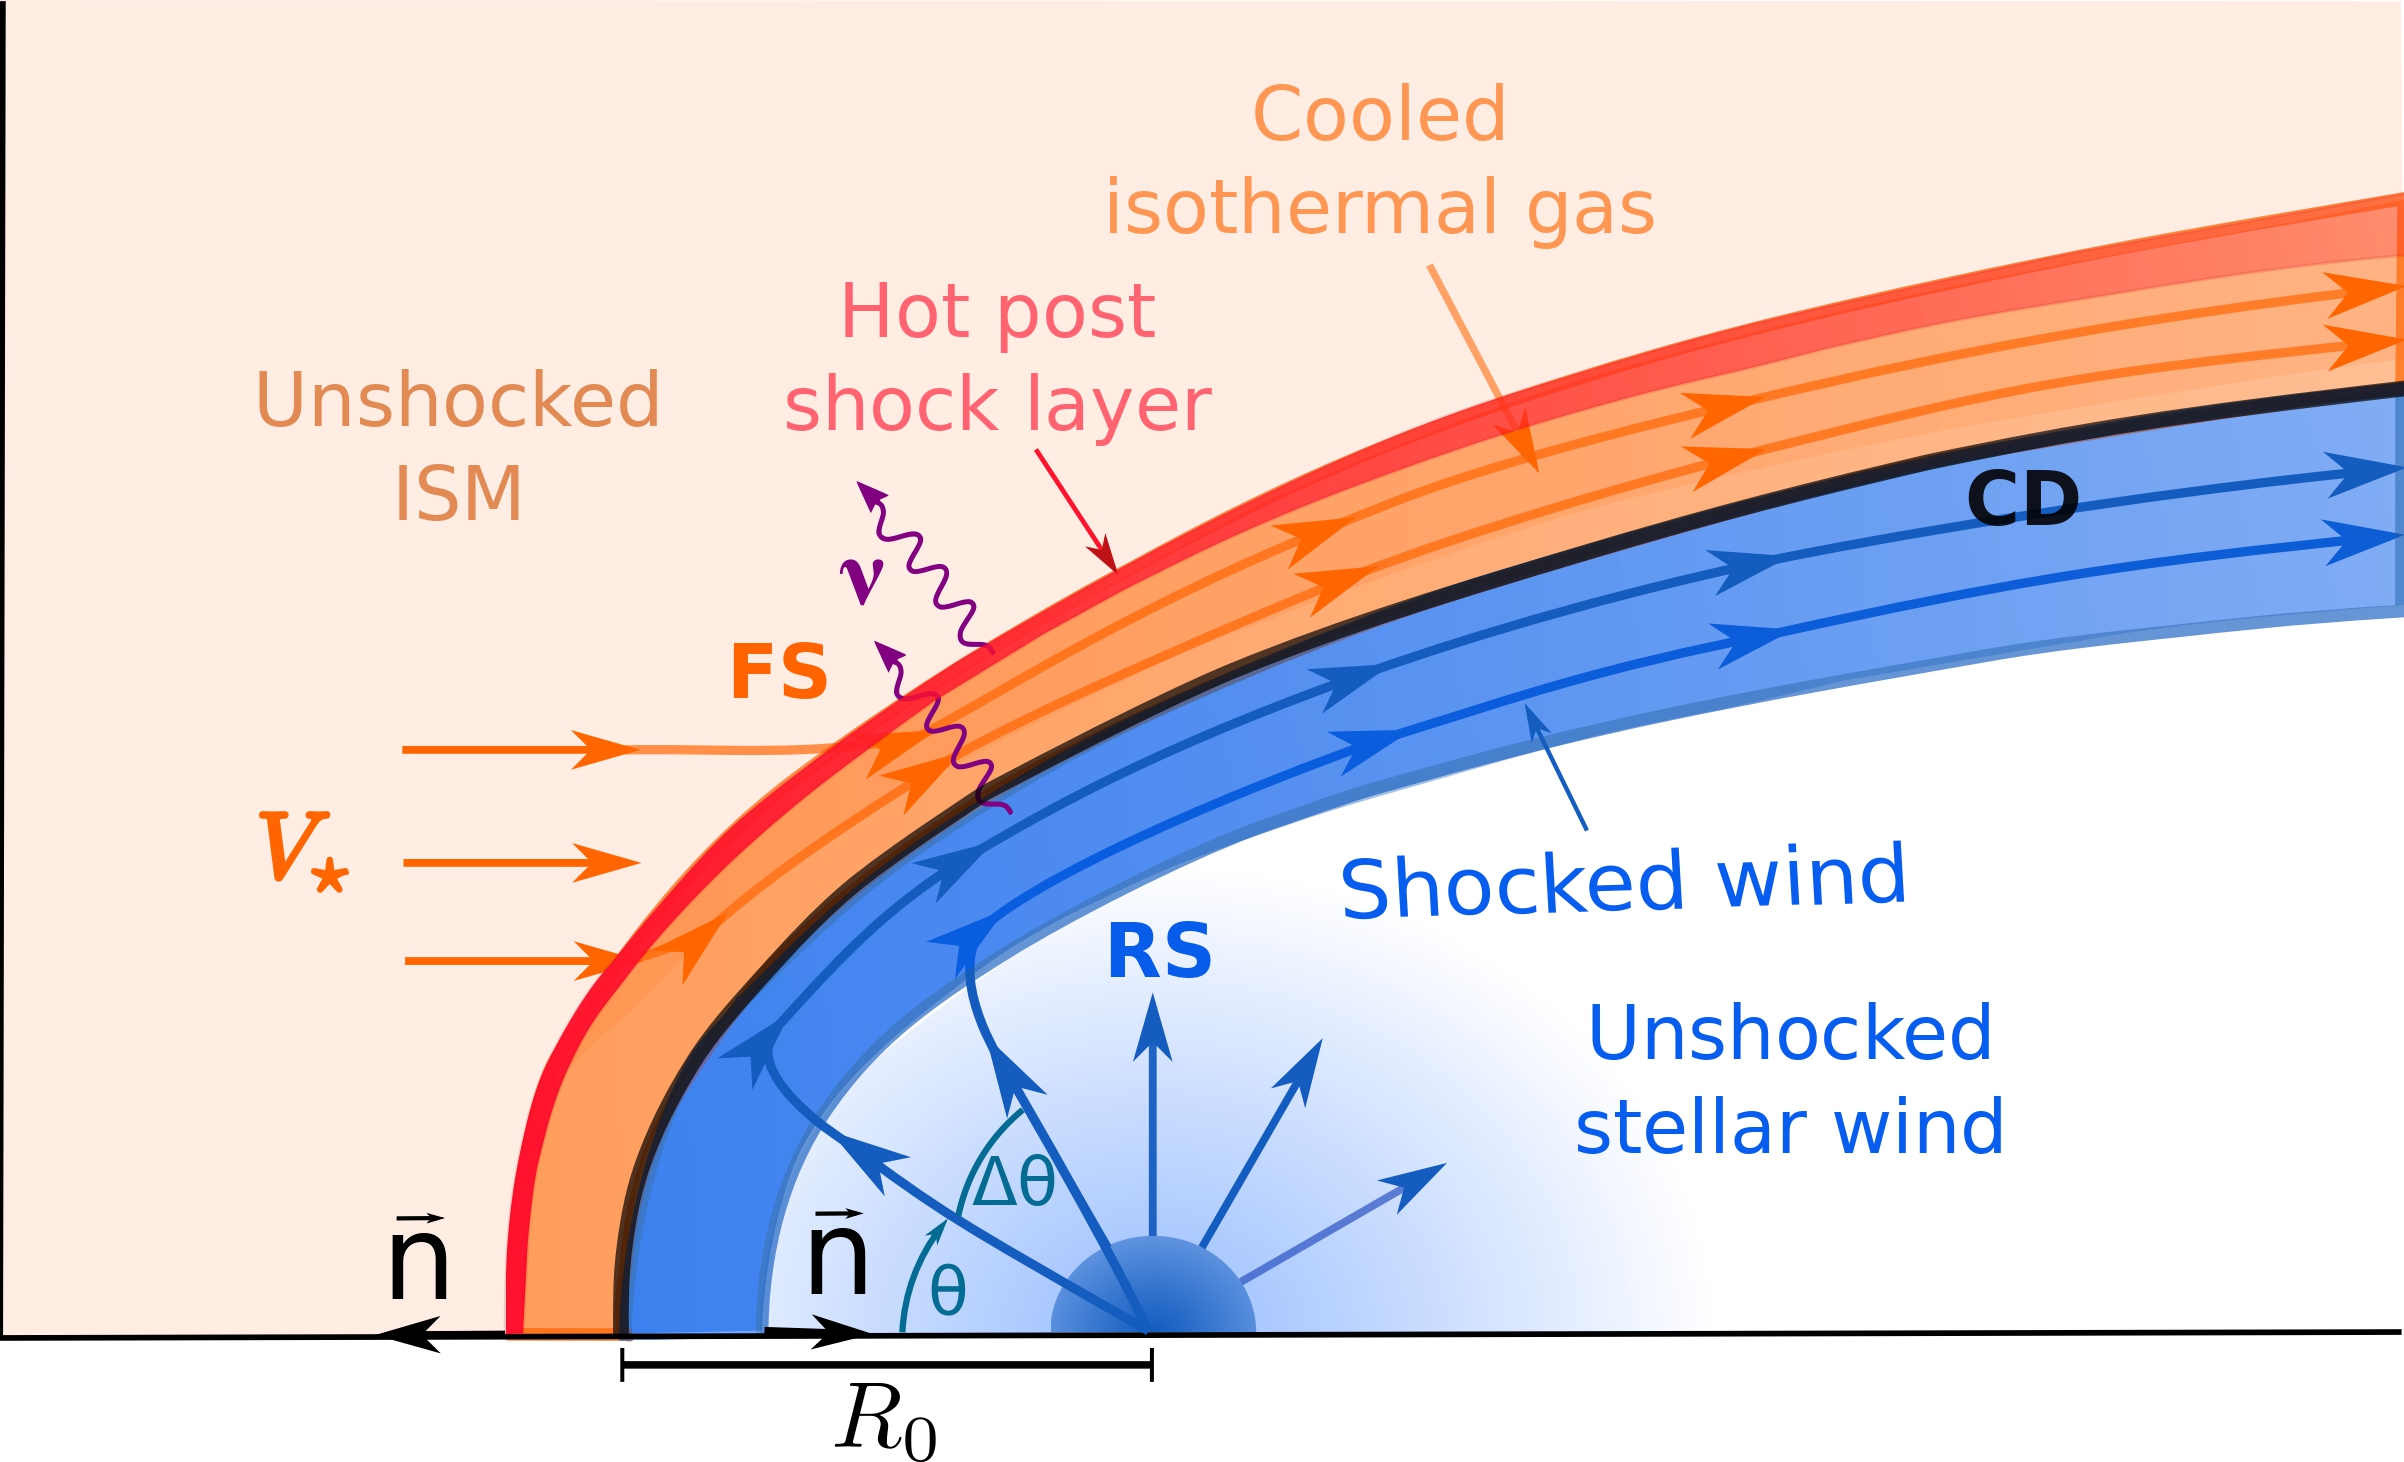 Cooled
isothermal gas
Hot post
shock layer
Unshocked
ISM
CD
ν
FS
V⋆
Shocked wind
RS
Unshocked
stellar wind
Δθ
n⃗
n⃗
θ
R₀